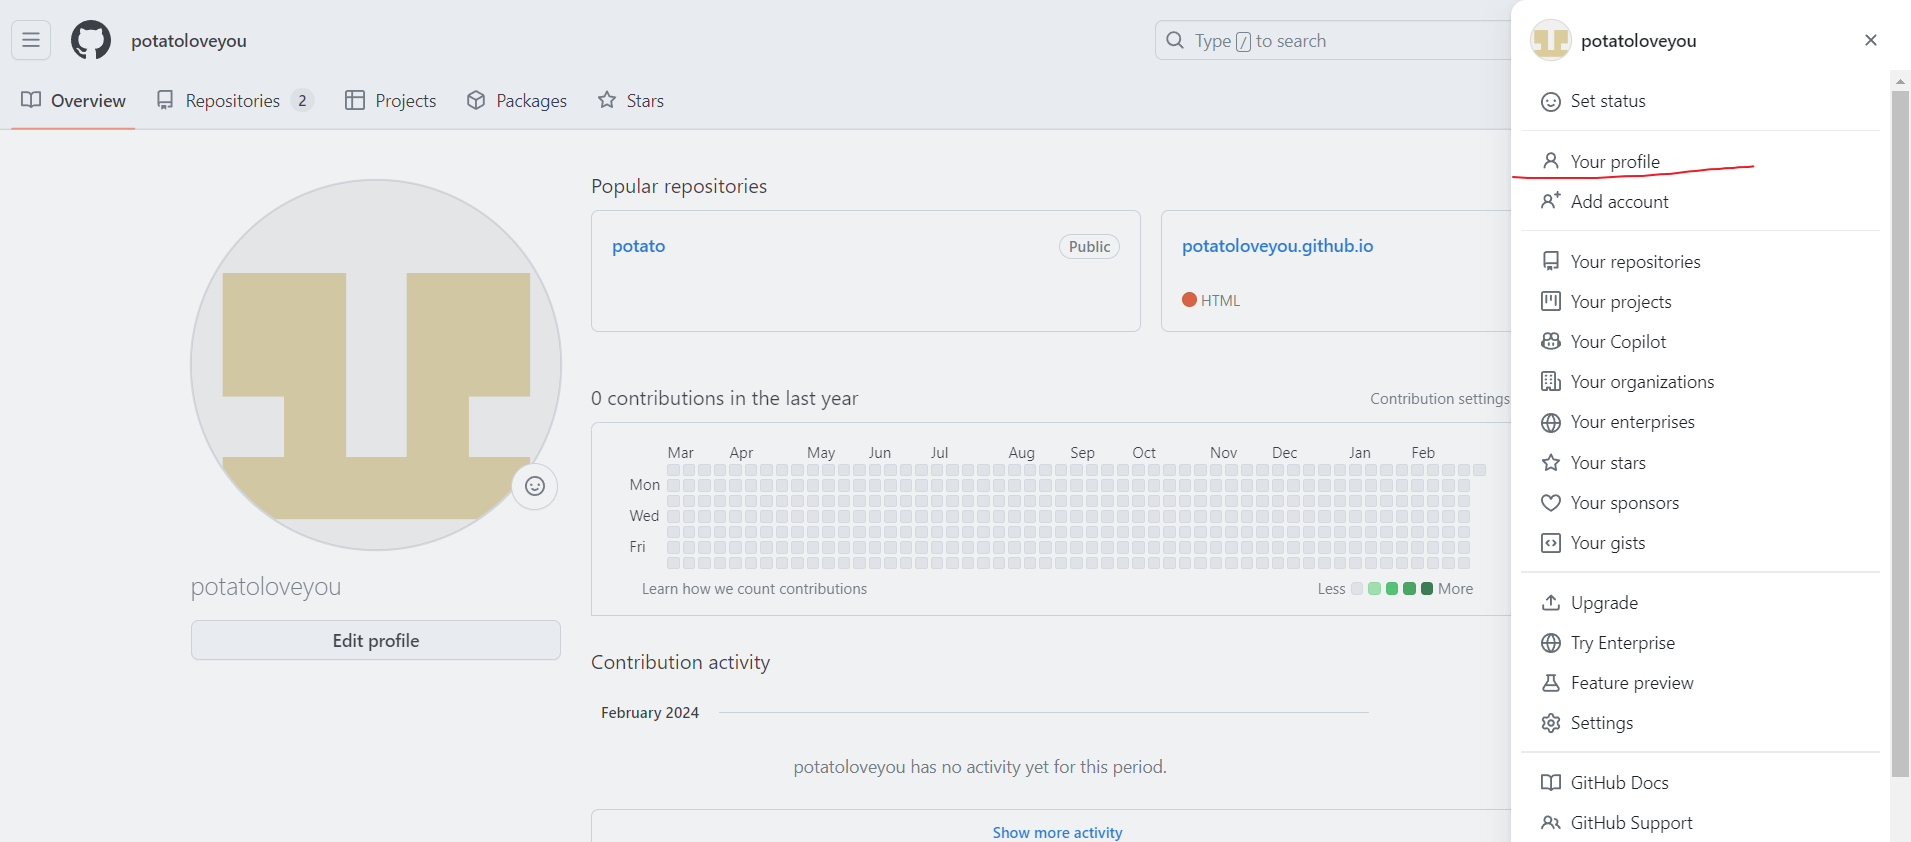 potatoloveyou
Type / to search
Overview
Repositories 2
Projects
Packages
Stars
Popular repositories
potato
Public
potatoloveyou.github.io
HTML
0 contributions in the last year
Contribution settings
Mar Apr May Jun Jul Aug Sep Oct Nov Dec Jan Feb
Mon
Wed
Fri
Learn how we count contributions
Less More
potatoloveyou
Edit profile
Contribution activity
February 2024
potatoloveyou has no activity yet for this period.
Show more activity
potatoloveyou
Set status
Your profile
Add account
Your repositories
Your projects
Your Copilot
Your organizations
Your enterprises
Your stars
Your sponsors
Your gists
Upgrade
Try Enterprise
Feature preview
Settings
GitHub Docs
GitHub Support